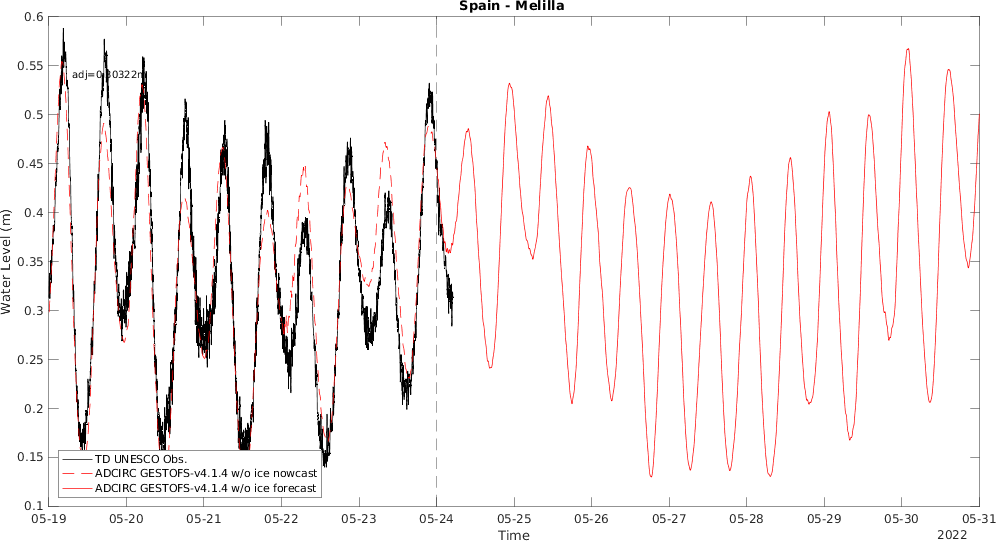 Spain - Melilla
0.6
0.55
0.5
0.45
0.4
0.35
0.3
0.25
0.2
0.15
0.1
Water Level (m)
adj=0.30322m
TD UNESCO Obs.
ADCIRC GESTOFS-v4.1.4 w/o ice nowcast
ADCIRC GESTOFS-v4.1.4 w/o ice forecast
05-19 05-20 05-21 05-22 05-23 05-24 05-25 05-26 05-27 05-28 05-29 05-30 05-31
Time
2022